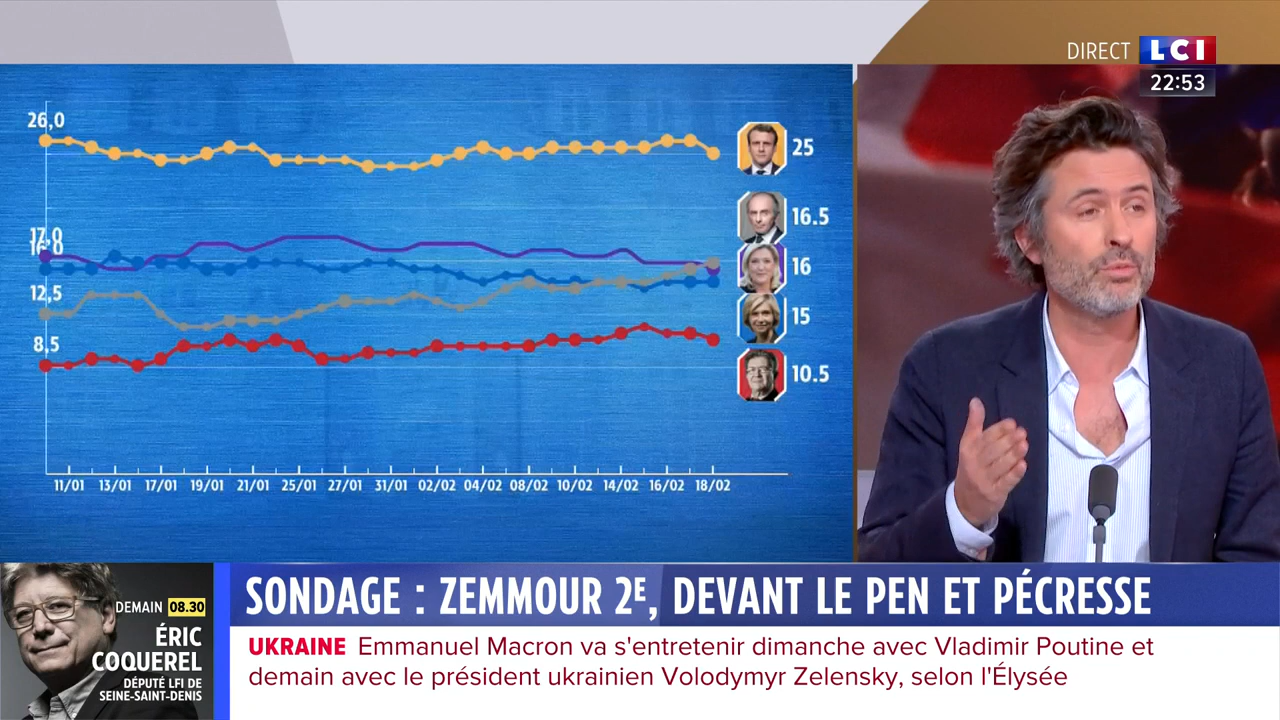 DIRECT LCI
22:53
26,0
17,0
16,0
12,5
8,5
25
16.5
16
15
10.5
11/01 13/01 17/01 19/01 21/01 25/01 27/01 31/01 02/02 04/02 08/02 10/02 14/02 16/02 18/02
DEMAIN 08.30
ÉRIC
COQUEREL
DÉPUTÉ LFI DE
SEINE-SAINT-DENIS
SONDAGE : ZEMMOUR 2E, DEVANT LE PEN ET PÉCRESSE
UKRAINE Emmanuel Macron va s'entretenir dimanche avec Vladimir Poutine et
demain avec le président ukrainien Volodymyr Zelensky, selon l'Élysée